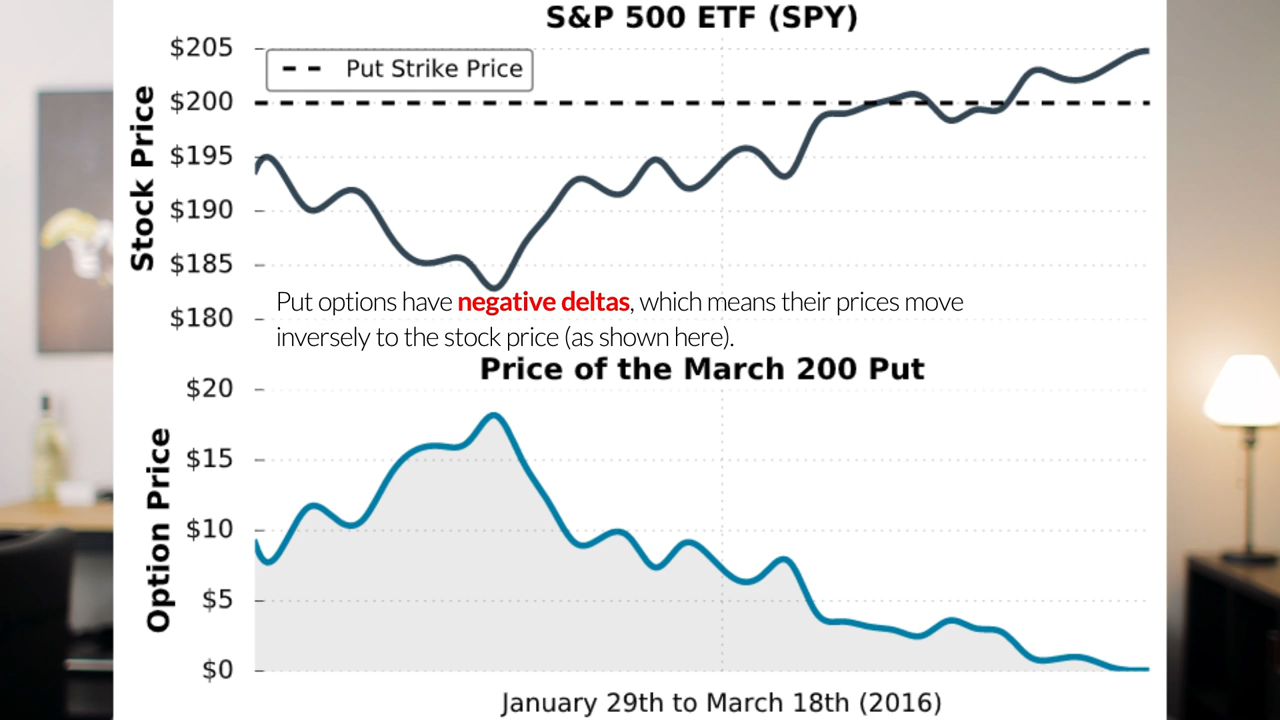 S&P 500 ETF (SPY)
Stock Price
$205
$200
$195
$190
$185
$180
Put Strike Price
Put options have negative deltas, which means their prices move
inversely to the stock price (as shown here).
Price of the March 200 Put
Option Price
$20
$15
$10
$5
$0
January 29th to March 18th (2016)